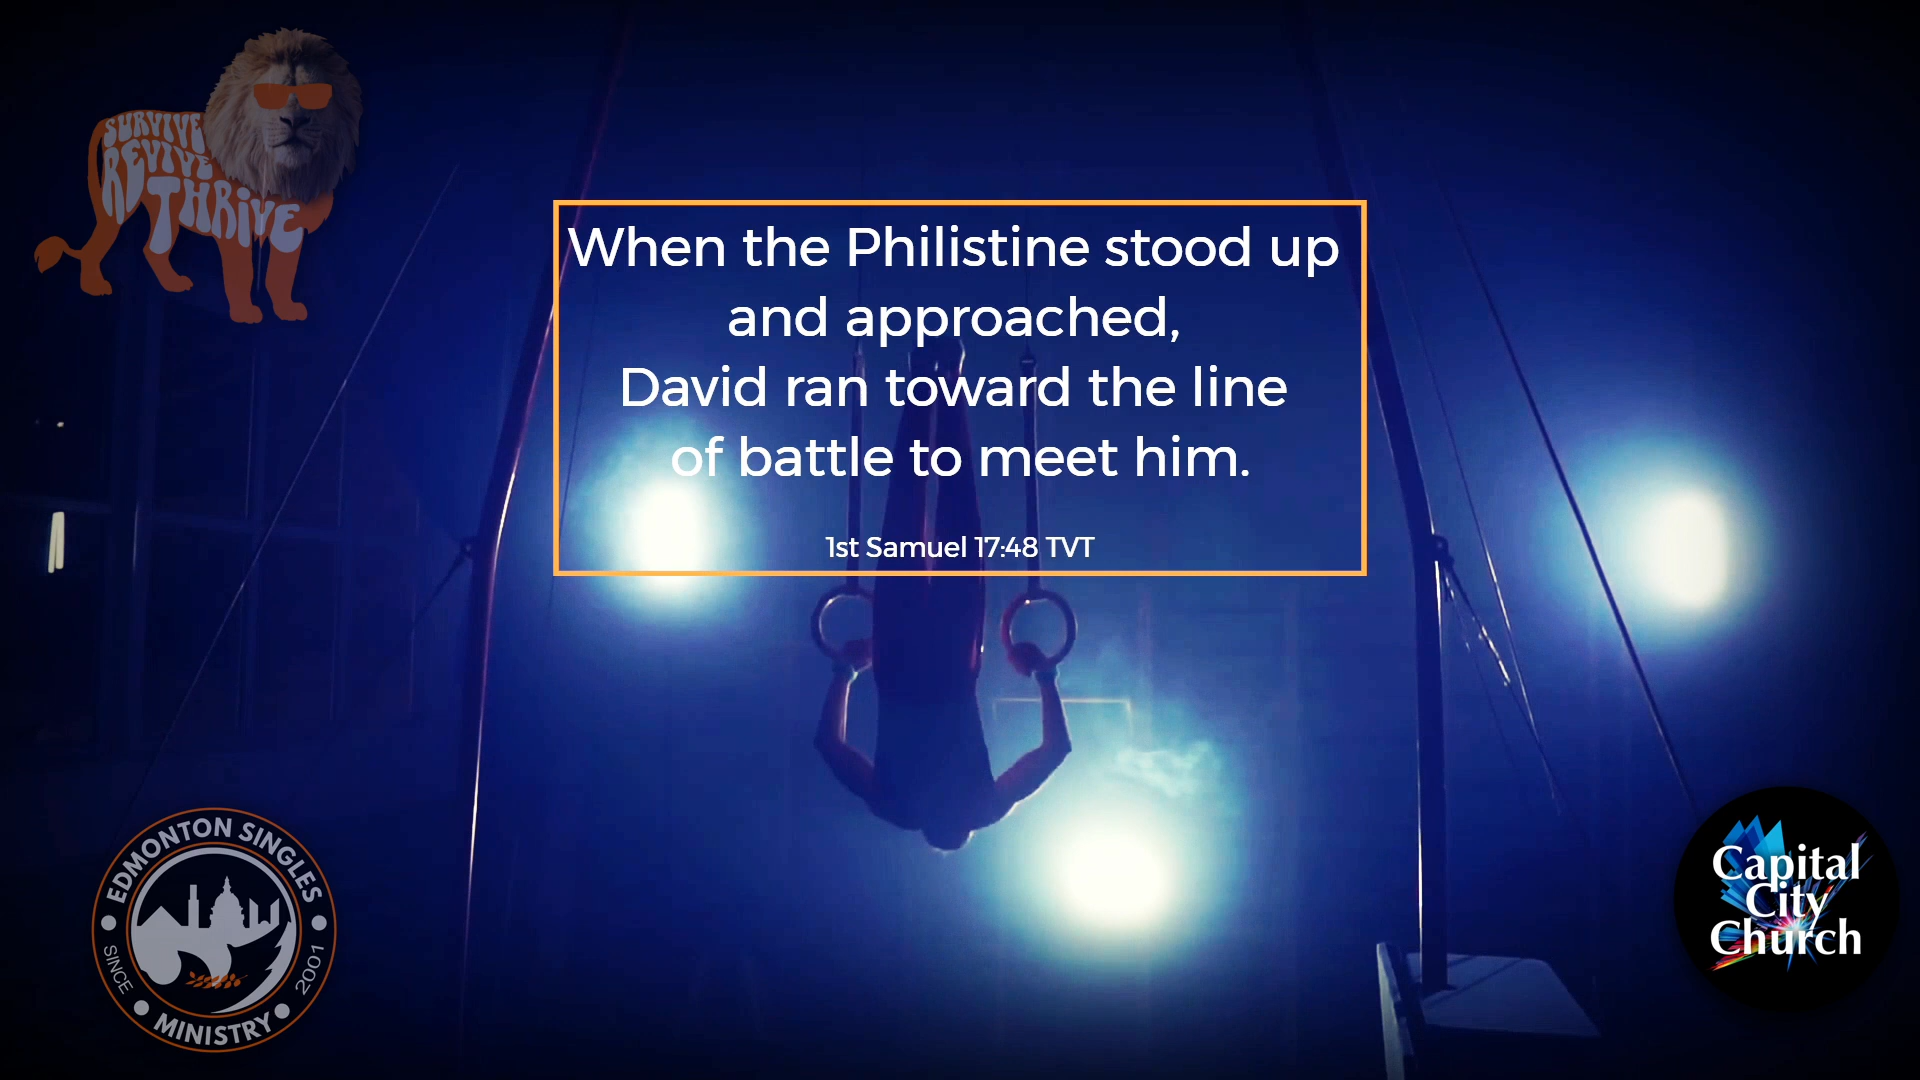 SURVIVE
REVIVE
THRIVE
When the Philistine stood up
and approached,
David ran toward the line
of battle to meet him.
1st Samuel 17:48 TVT
EDMONTON SINGLES
SINCE 2001
MINISTRY
Capital
City
Church